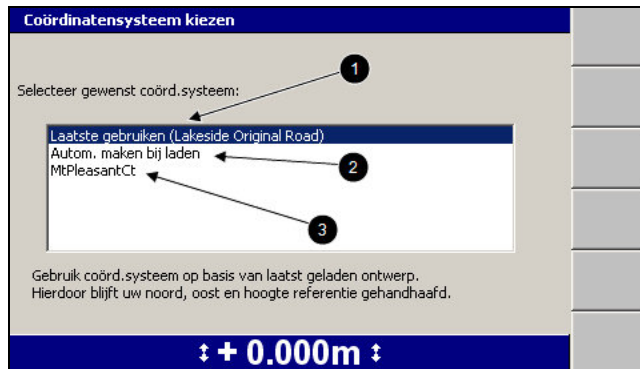 Coördinatensysteem kiezen
1
Selecteer gewenst coörd.systeem:
Laatste gebruiken (Lakeside Original Road)
Autom. maken bij laden
2
MtPleasantCt
3
Gebruik coörd.systeem op basis van laatst geladen ontwerp.
Hierdoor blijft uw noord, oost en hoogte referentie gehandhaafd.
↕ + 0.000m ↕